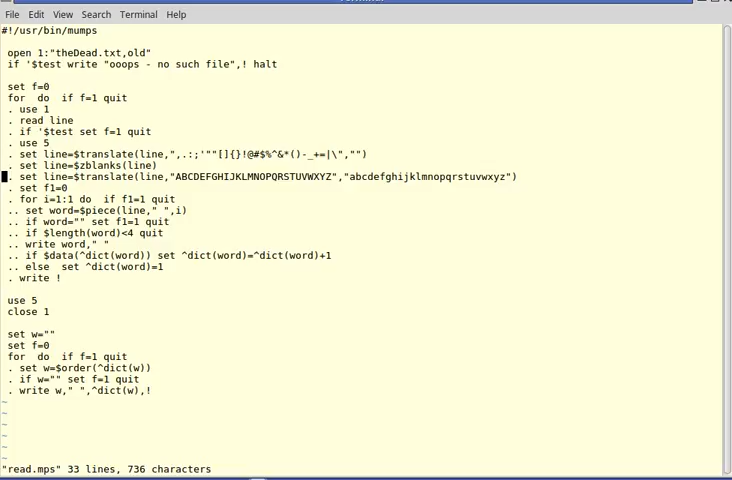 File Edit View Search Terminal Help
#!/usr/bin/mumps
open 1:"theDead.txt,old"
if '$test write "ooops - no such file",! halt
set f=0
for  do  if f=1 quit
. use 1
. read line
. if '$test set f=1 quit
. use 5
. set line=$translate(line,",.:;'""[]{}!@#$%^&*()-_+=|\","")
. set line=$zblanks(line)
. set line=$translate(line,"ABCDEFGHIJKLMNOPQRSTUVWXYZ","abcdefghijklmnopqrstuvwxyz")
. set f1=0
. for i=1:1 do  if f1=1 quit
.. set word=$piece(line," ",i)
.. if word="" set f1=1 quit
.. if $length(word)<4 quit
.. write word," "
.. if $data(^dict(word)) set ^dict(word)=^dict(word)+1
.. else  set ^dict(word)=1
. write !
use 5
close 1
set w=""
set f=0
for  do  if f=1 quit
. set w=$order(^dict(w))
. if w="" set f=1 quit
. write w," ",^dict(w),!
~
~
~
~
~
~
"read.mps" 33 lines, 736 characters